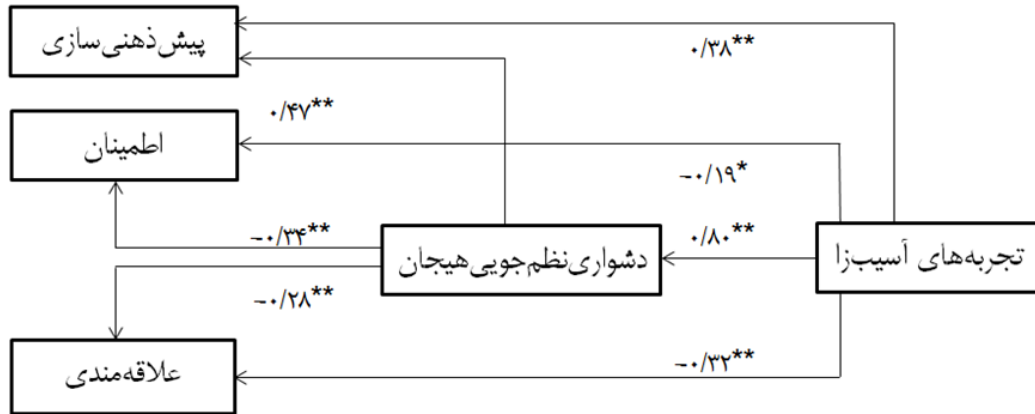 پیش‌ذهنی‌سازی
۰/۳۸**
۰/۴۷**
اطمینان
-۰/۱۹*
-۰/۳۴**
۰/۸۰**
تجربه‌های آسیب‌زا
دشواری‌نظم‌جویی‌هیجان
-۰/۲۸**
-۰/۳۲**
علاقه‌مندی